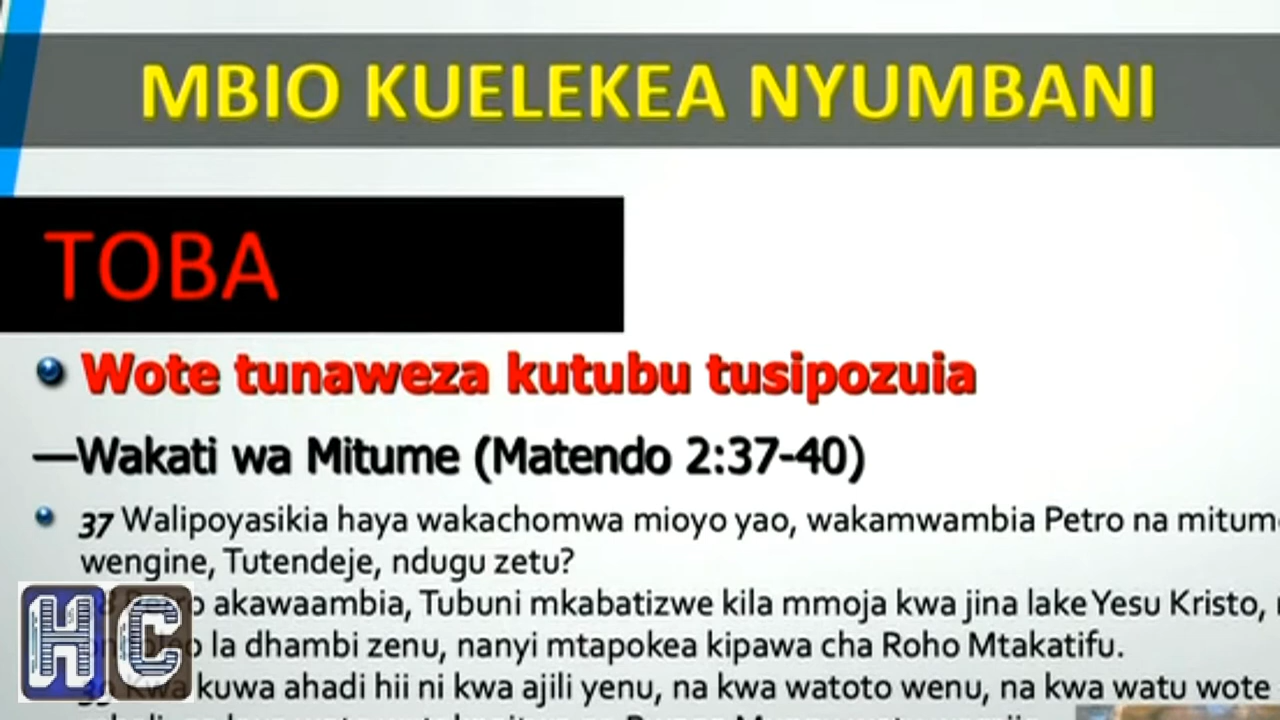 MBIO KUELEKEA NYUMBANI
TOBA
Wote tunaweza kutubu tusipozuia
—Wakati wa Mitume (Matendo 2:37-40)
37 Walipoyasikia haya wakachomwa mioyo yao, wakamwambia Petro na mitume
wengine, Tutendeje, ndugu zetu?
akawaambia, Tubuni mkabatizwe kila mmoja kwa jina lake Yesu Kristo,
la dhambi zenu, nanyi mtapokea kipawa cha Roho Mtakatifu.
39 Kwa kuwa ahadi hii ni kwa ajili yenu, na kwa watoto wenu, na kwa watu wote
HC